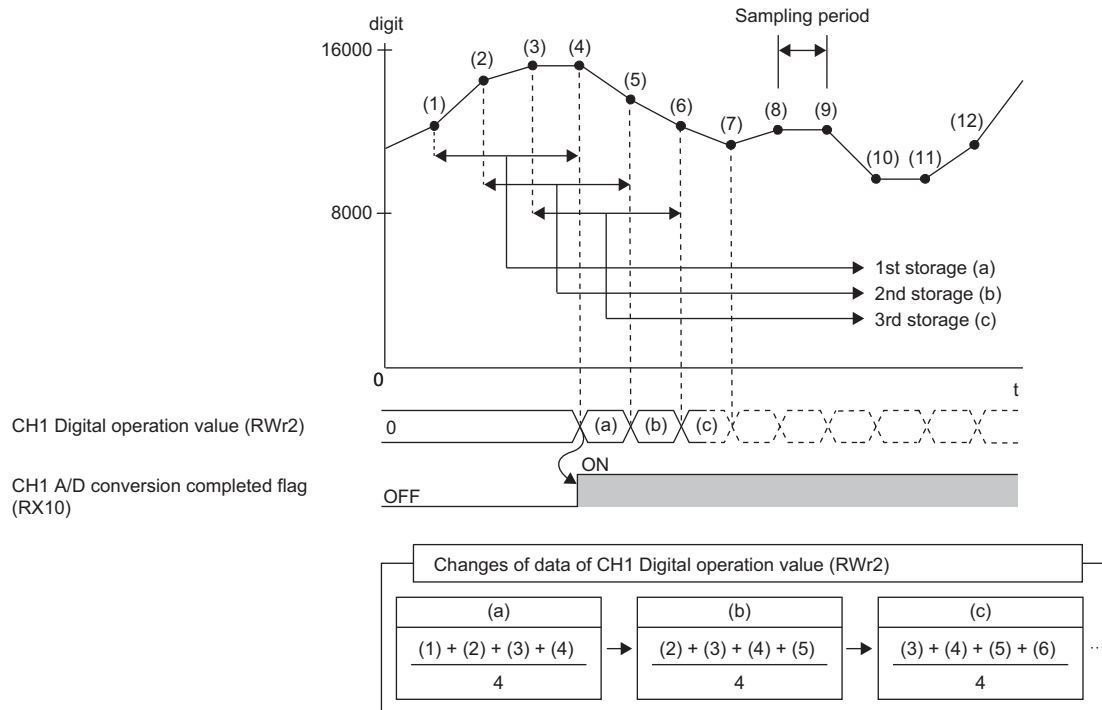 digit
Sampling period
16000
(1)
(2)
(3)
(4)
(5)
(6)
(7)
(8)
(9)
(10)
(11)
(12)
8000
1st storage (a)
2nd storage (b)
3rd storage (c)
0
t
CH1 Digital operation value (RWr2)
0
(a)
(b)
(c)
CH1 A/D conversion completed flag
(RX10)
OFF
ON
Changes of data of CH1 Digital operation value (RWr2)
(a)
(1) + (2) + (3) + (4)
4
(b)
(2) + (3) + (4) + (5)
4
(c)
(3) + (4) + (5) + (6)
4
...